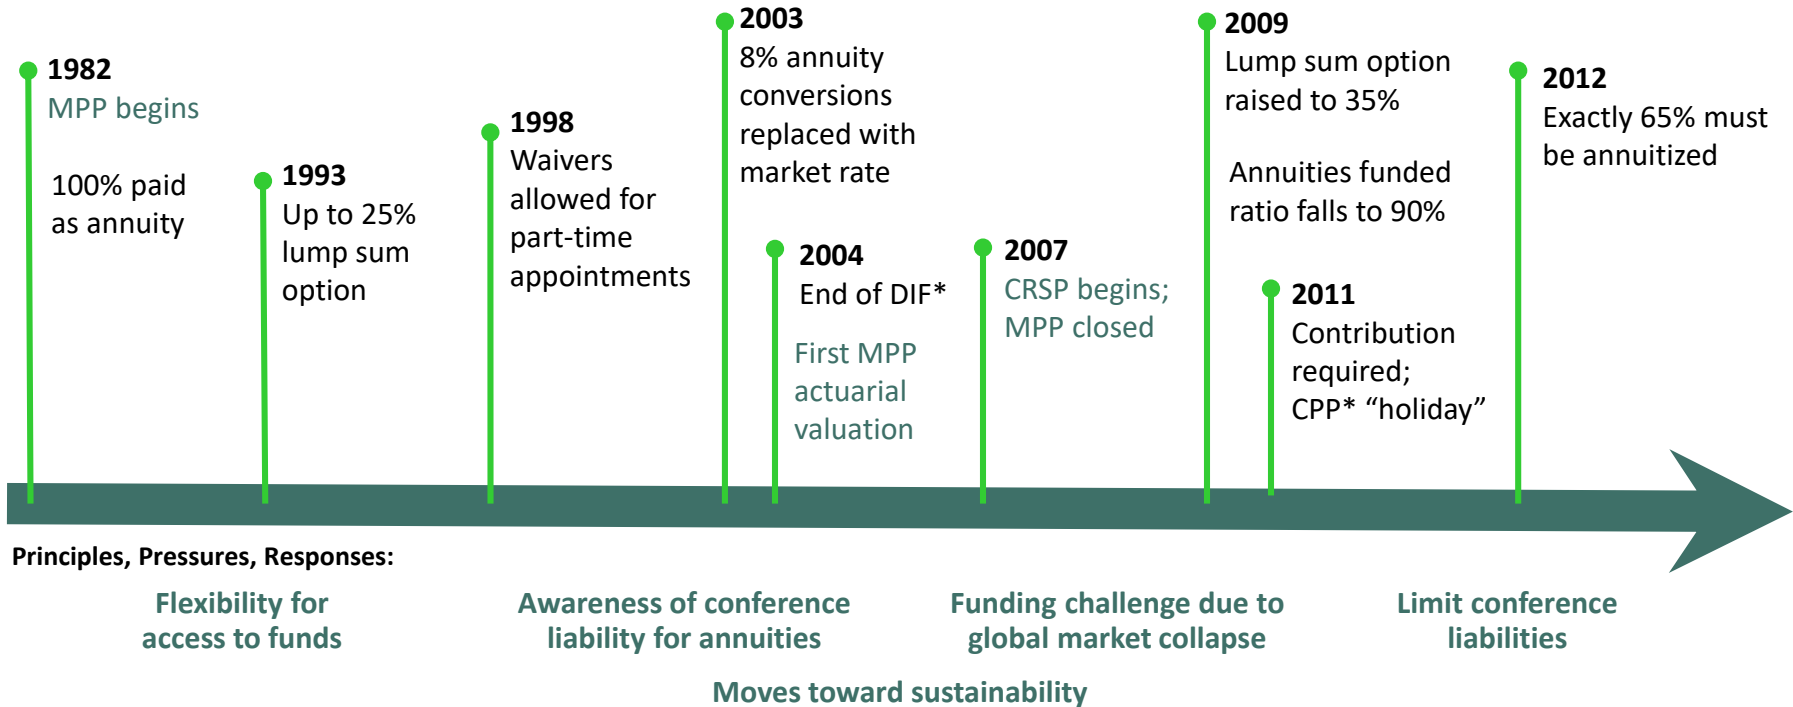 1982
MPP begins
100% paid
as annuity
1993
Up to 25%
lump sum
option
1998
Waivers
allowed for
part-time
appointments
2003
8% annuity
conversions
replaced with
market rate
2004
End of DIF*
First MPP
actuarial
valuation
2007
CRSP begins;
MPP closed
2009
Lump sum option
raised to 35%
Annuities funded
ratio falls to 90%
2011
Contribution
required;
CPP* “holiday”
2012
Exactly 65% must
be annuitized
Principles, Pressures, Responses:
Flexibility for
access to funds
Awareness of conference
liability for annuities
Funding challenge due to
global market collapse
Limit conference
liabilities
Moves toward sustainability